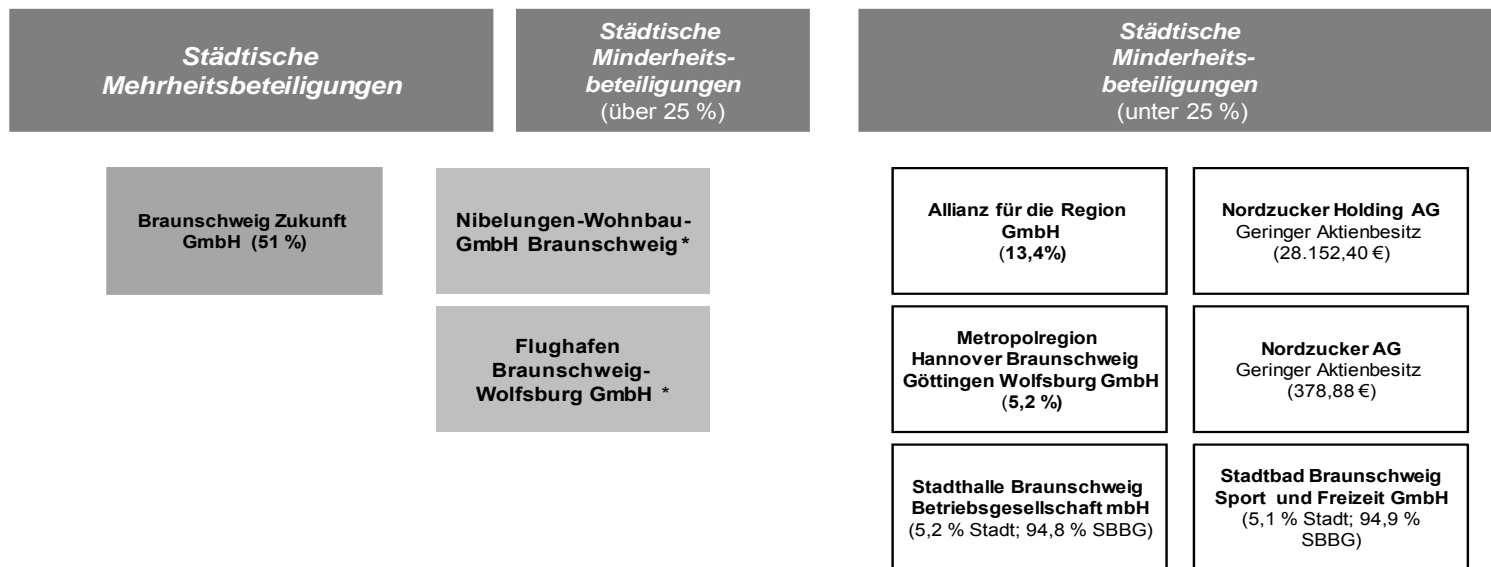 Städtische
Mehrheitsbeteiligungen
Städtische
Minderheits-
beteiligungen
(über 25 %)
Städtische
Minderheits-
beteiligungen
(unter 25 %)
Braunschweig Zukunft
GmbH (51 %)
Nibelungen-Wohnbau-
GmbH Braunschweig*
Allianz für die Region
GmbH
(13,4%)
Nordzucker Holding AG
Geringer Aktienbesitz
(28.152,40 €)
Flughafen
Braunschweig-
Wolfsburg GmbH *
Metropolregion
Hannover Braunschweig
Göttingen Wolfsburg GmbH
(5,2 %)
Nordzucker AG
Geringer Aktienbesitz
(378,88 €)
Stadthalle Braunschweig
Betriebsgesellschaft mbH
(5,2 % Stadt; 94,8 % SBBG)
Stadtbad Braunschweig
Sport und Freizeit GmbH
(5,1 % Stadt; 94,9 %
SBBG)